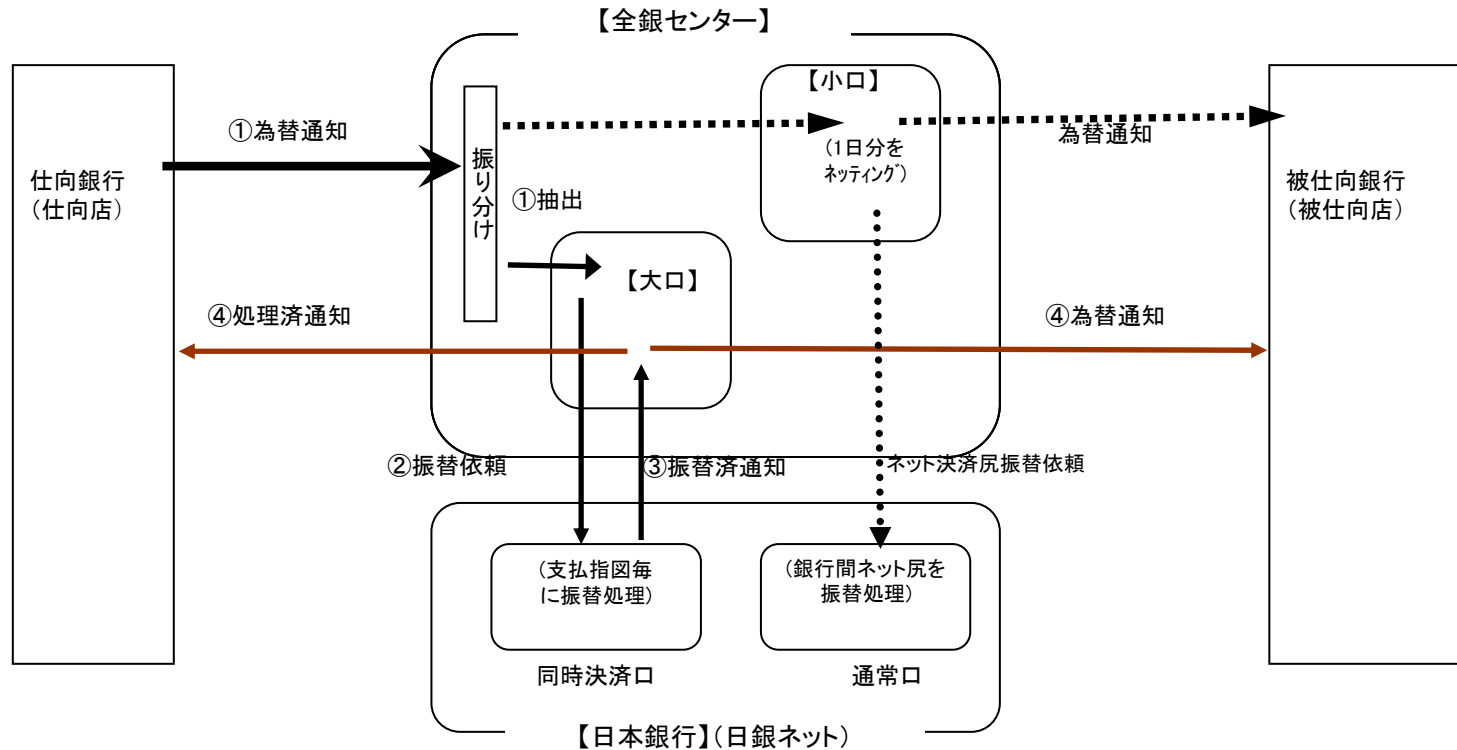 【全銀センター】
【小口】
①為替通知
為替通知
(1日分を
ネッティング)
振り分け
仕向銀行
(仕向店)
被仕向銀行
(被仕向店)
①抽出
【大口】
④処理済通知
④為替通知
②振替依頼
③振替済通知
ネット決済尻振替依頼
(支払指図毎
に振替処理)
(銀行間ネット尻を
振替処理)
同時決済口
通常口
【日本銀行】(日銀ネット)